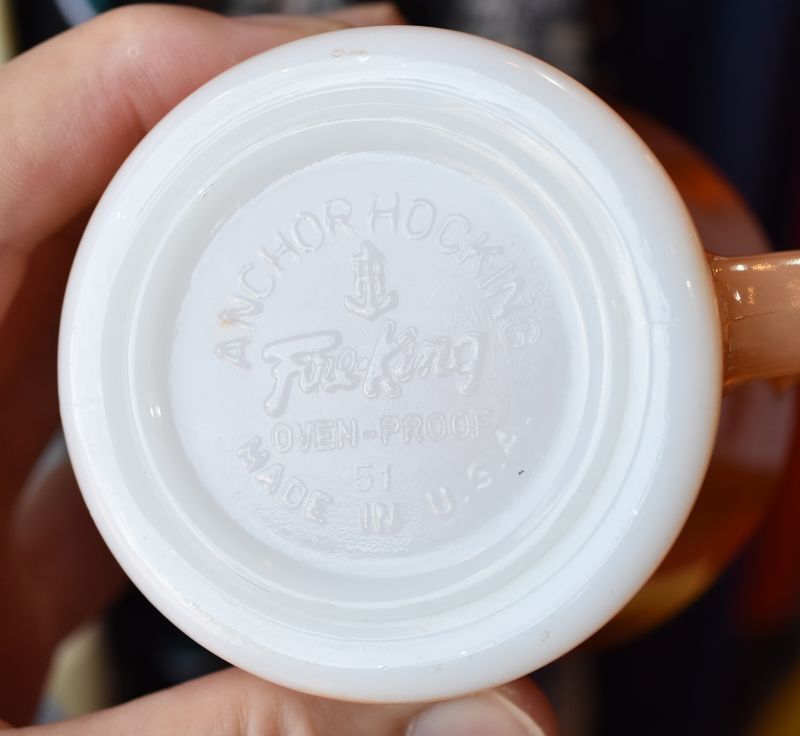 ANCHOR HOCKING
Fire-King
OVEN-PROOF
51
MADE IN U.S.A.